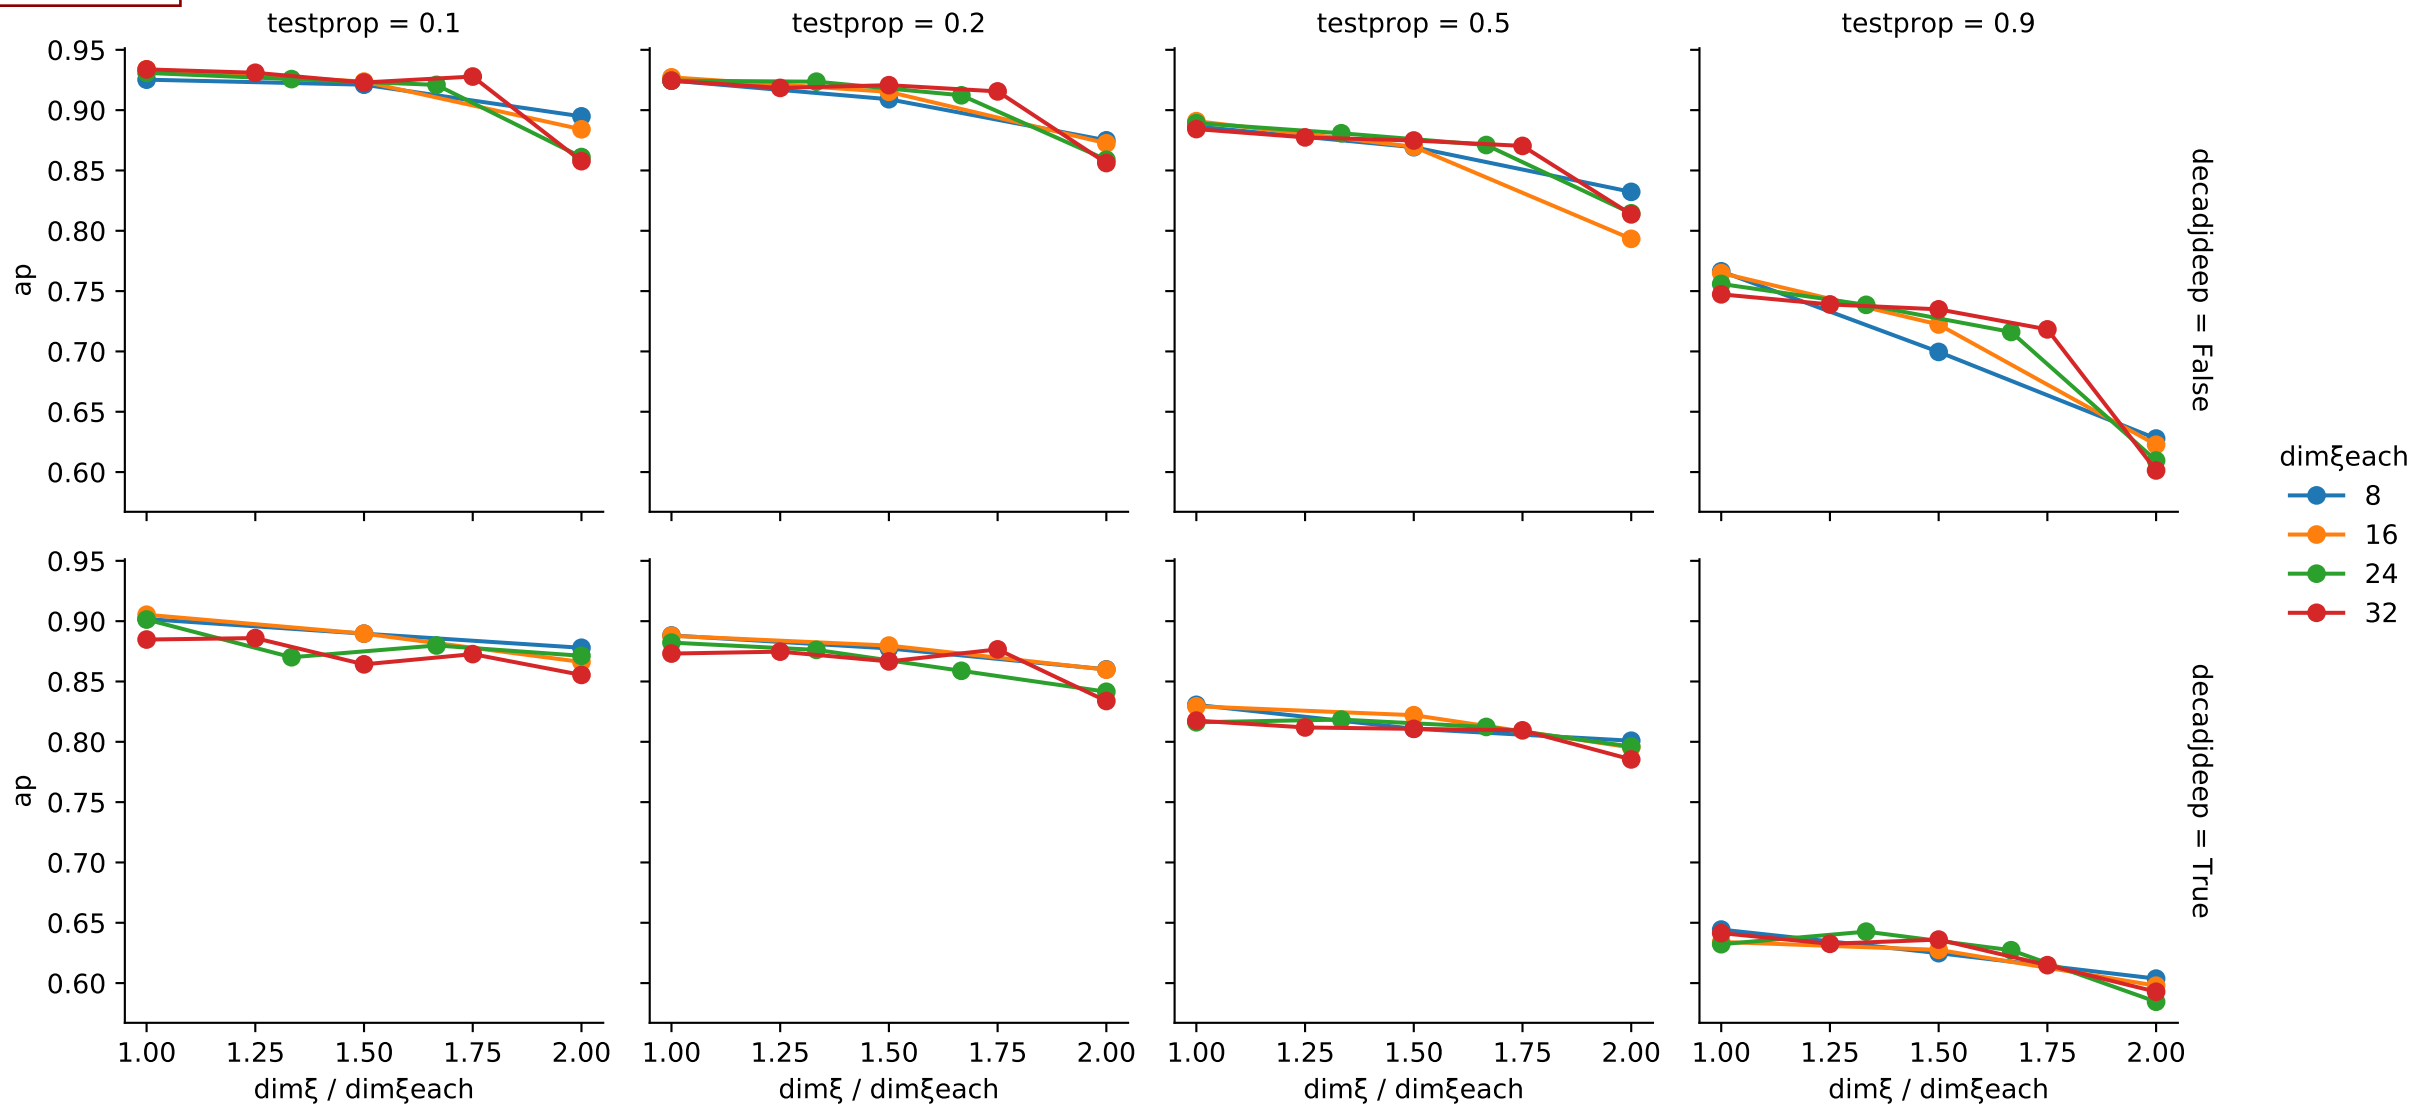 testprop = 0.1
testprop = 0.2
testprop = 0.5
testprop = 0.9
0.95
0.90
0.85
0.80
0.75
0.70
0.65
0.60
ap
decadjdeep = False
dimξeach
8
16
24
32
0.95
0.90
0.85
0.80
0.75
0.70
0.65
0.60
ap
decadjdeep = True
1.00 1.25 1.50 1.75 2.00
1.00 1.25 1.50 1.75 2.00
1.00 1.25 1.50 1.75 2.00
1.00 1.25 1.50 1.75 2.00
dimξ / dimξeach
dimξ / dimξeach
dimξ / dimξeach
dimξ / dimξeach